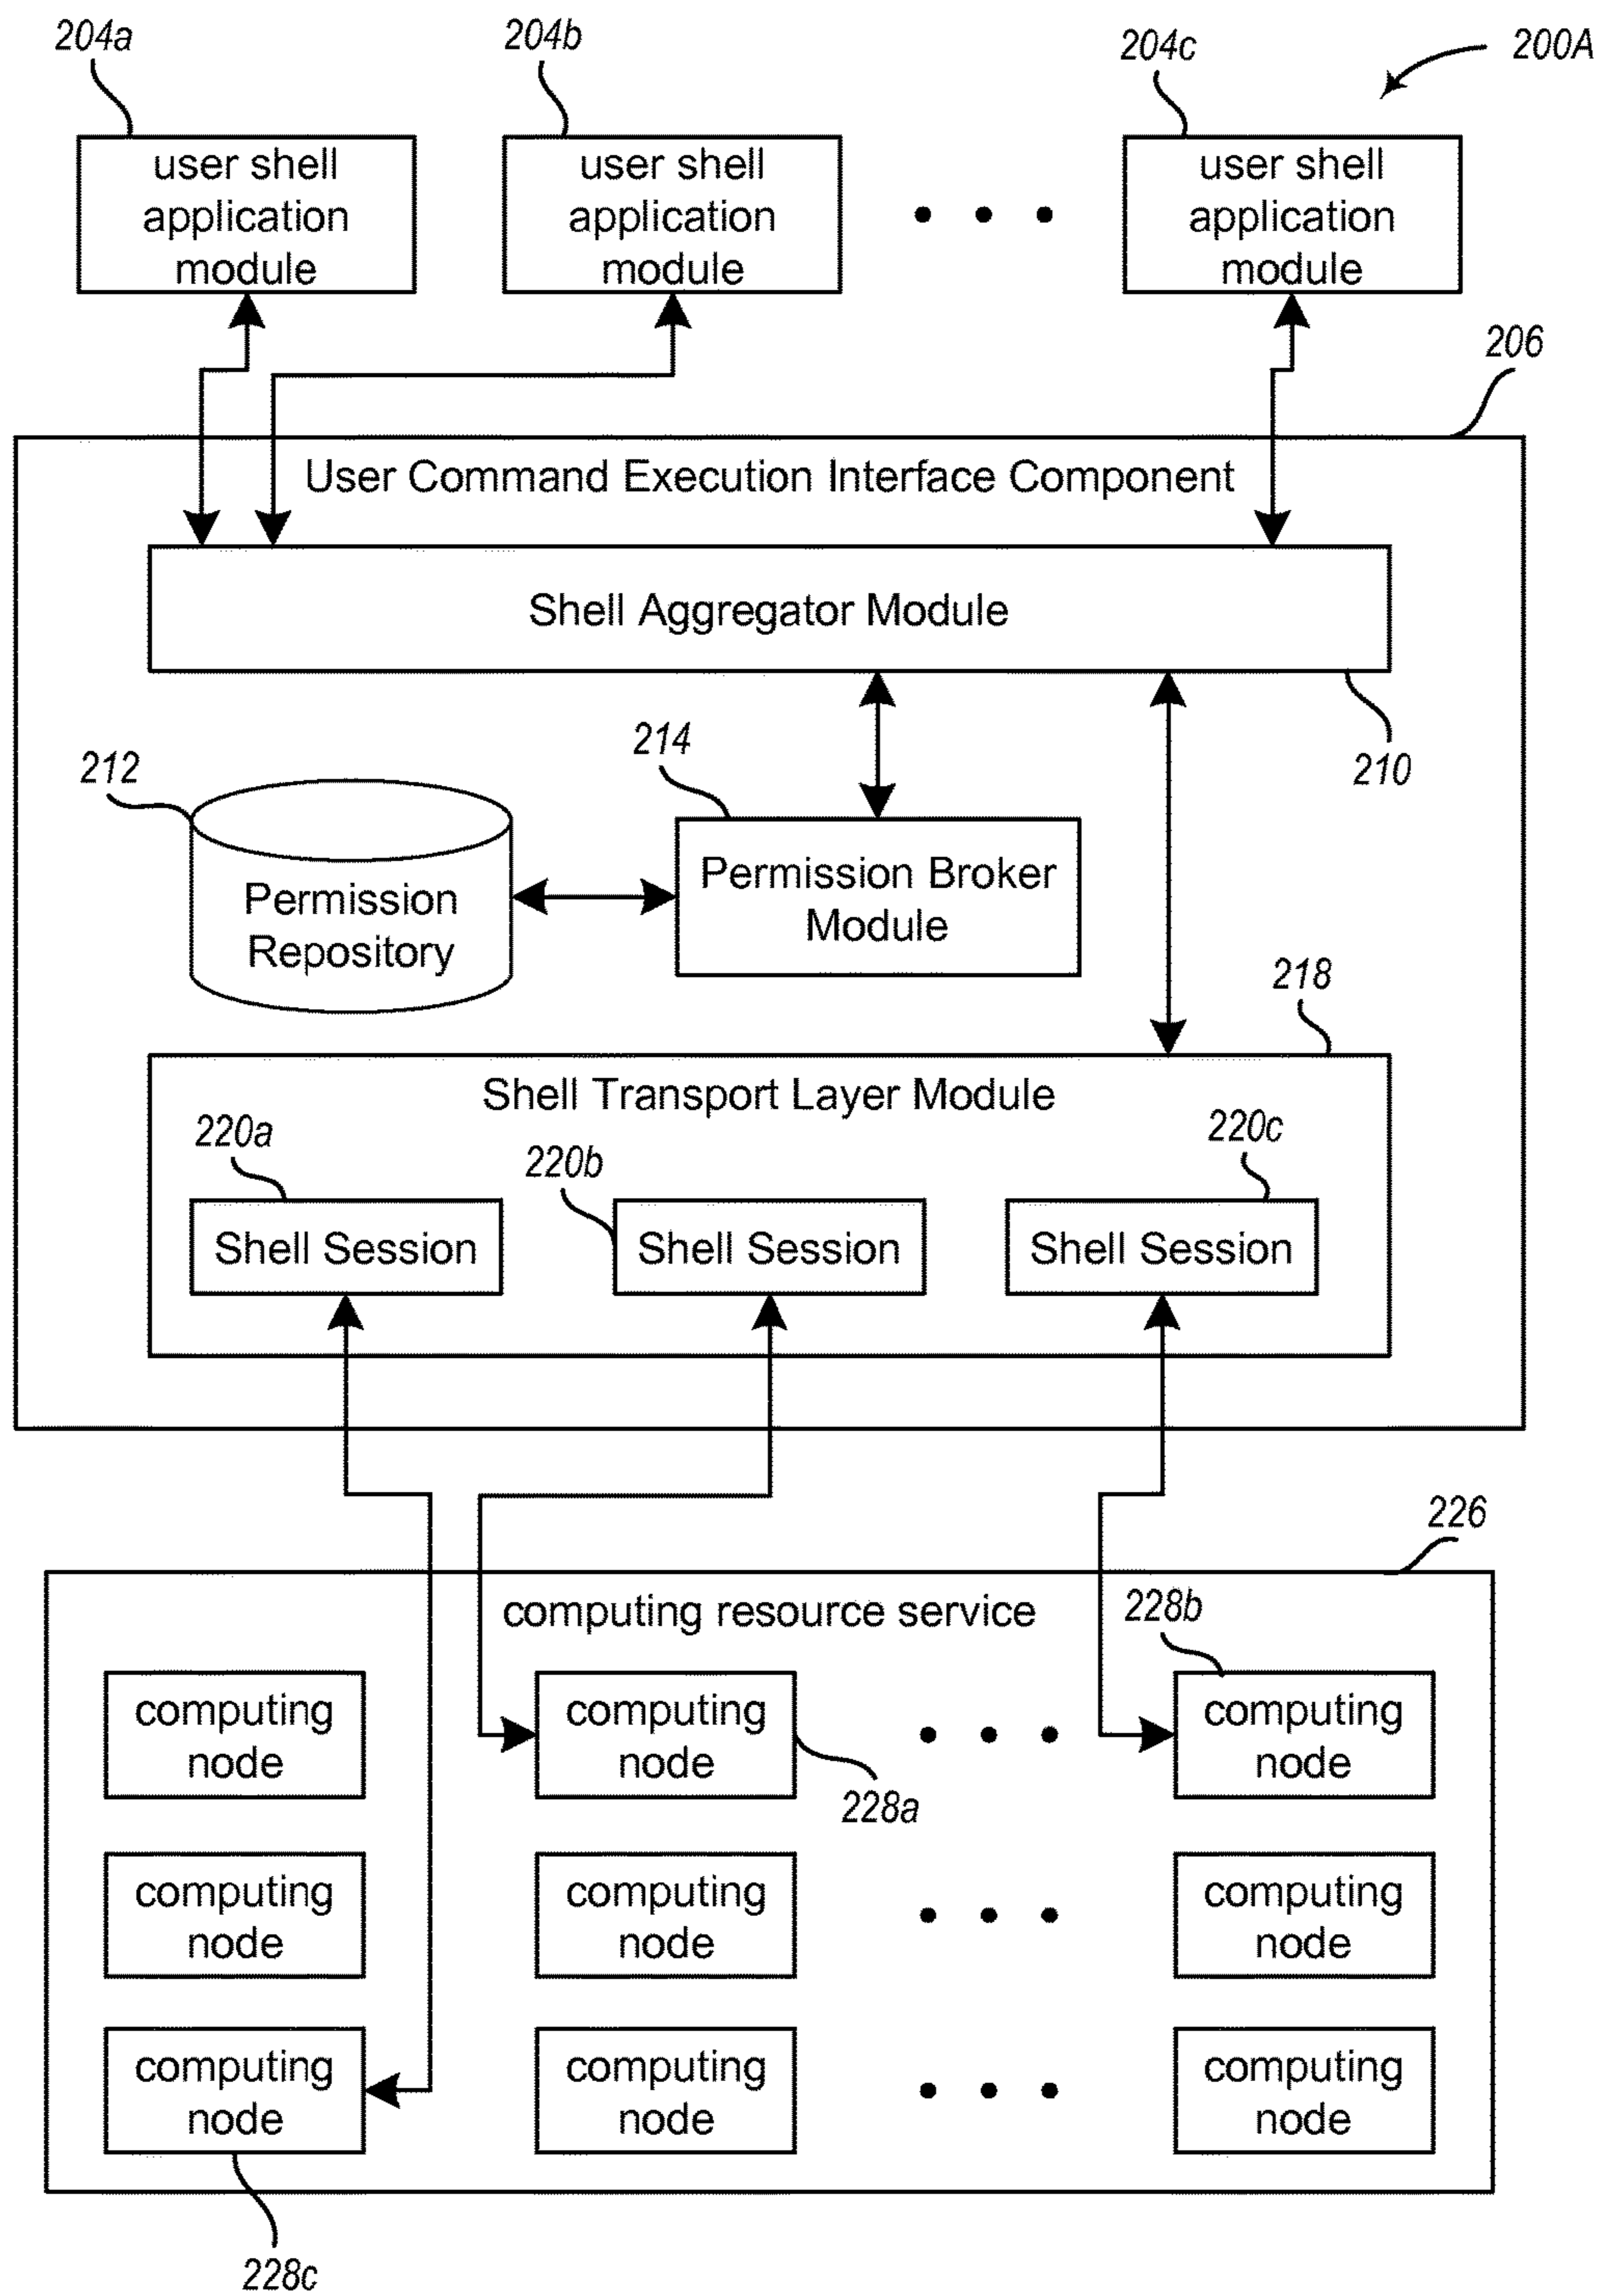 204a
204b
204c
200A
user shell
application
module
user shell
application
module
user shell
application
module
206
User Command Execution Interface Component
Shell Aggregator Module
210
212
214
Permission
Repository
Permission Broker
Module
218
Shell Transport Layer Module
220a
220b
220c
Shell Session
Shell Session
Shell Session
226
computing resource service
228b
computing
node
computing
node
computing
node
228a
computing
node
computing
node
computing
node
computing
node
computing
node
computing
node
228c